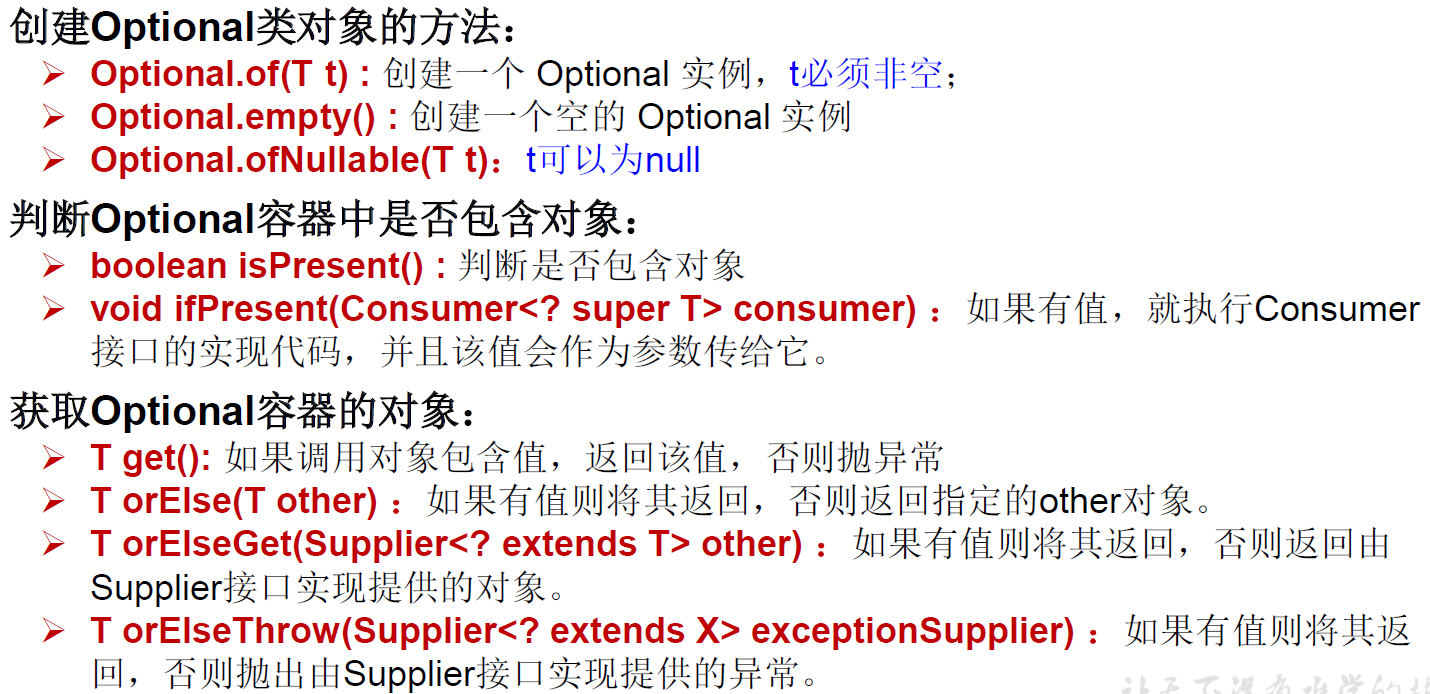 创建Optional类对象的方法：
➢ Optional.of(T t) : 创建一个 Optional 实例，t必须非空；
➢ Optional.empty() : 创建一个空的 Optional 实例
➢ Optional.ofNullable(T t)：t可以为null
判断Optional容器中是否包含对象：
➢ boolean isPresent() : 判断是否包含对象
➢ void ifPresent(Consumer<? super T> consumer) ：如果有值，就执行Consumer
接口的实现代码，并且该值会作为参数传给它。
获取Optional容器的对象：
➢ T get(): 如果调用对象包含值，返回该值，否则抛异常
➢ T orElse(T other) ：如果有值则将其返回，否则返回指定的other对象。
➢ T orElseGet(Supplier<? extends T> other) ：如果有值则将其返回，否则返回由
Supplier接口实现提供的对象。
➢ T orElseThrow(Supplier<? extends X> exceptionSupplier) ：如果有值则将其返
回，否则抛出由Supplier接口实现提供的异常。